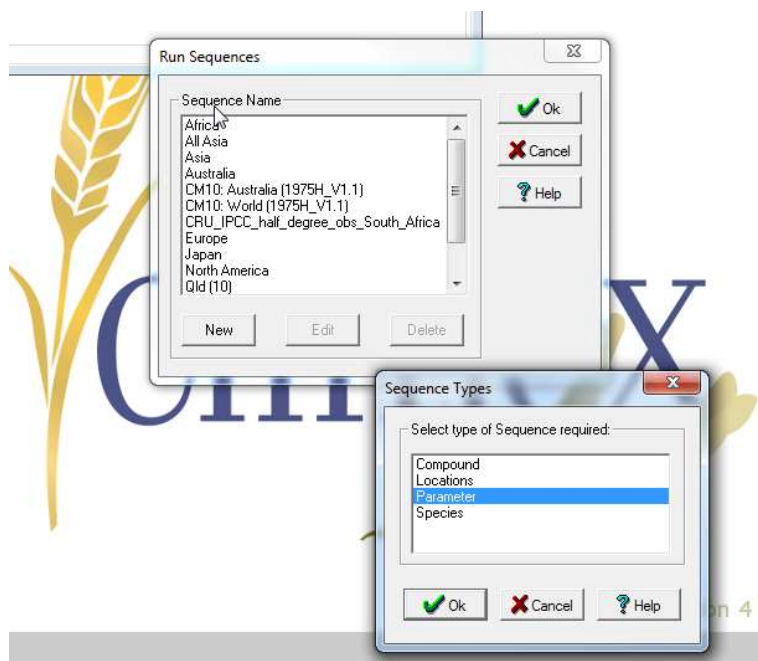 Run Sequences
Sequence Name
Africa
All Asia
Asia
Australia
CM10: Australia (1975H_V1.1)
CM10: World (1975H_V1.1)
CRU_IPCC_half_degree_obs_South_Africa
Europe
Japan
North America
Qld (10)
Ok
Cancel
Help
New
Edit
Delete
Sequence Types
Select type of Sequence required:
Compound
Locations
Parameter
Species
Ok
Cancel
Help
on 4